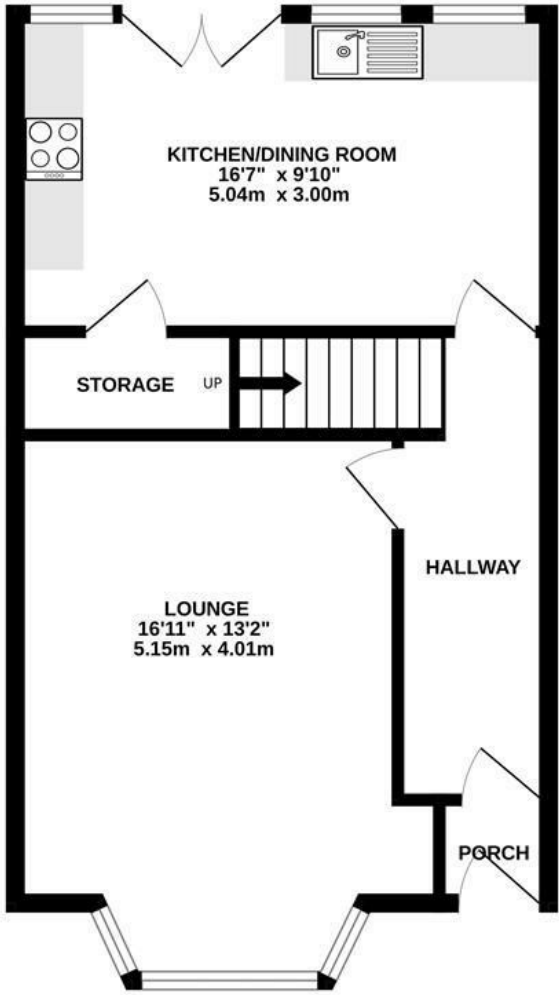 KITCHEN/DINING ROOM
16'7" x 9'10"
5.04m x 3.00m
STORAGE
UP
HALLWAY
LOUNGE
16'11" x 13'2"
5.15m x 4.01m
PORCH